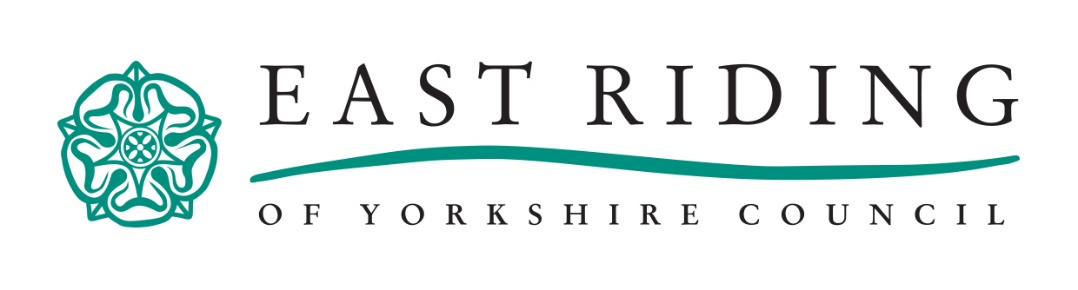 EAST RIDING
OF YORKSHIRE COUNCIL